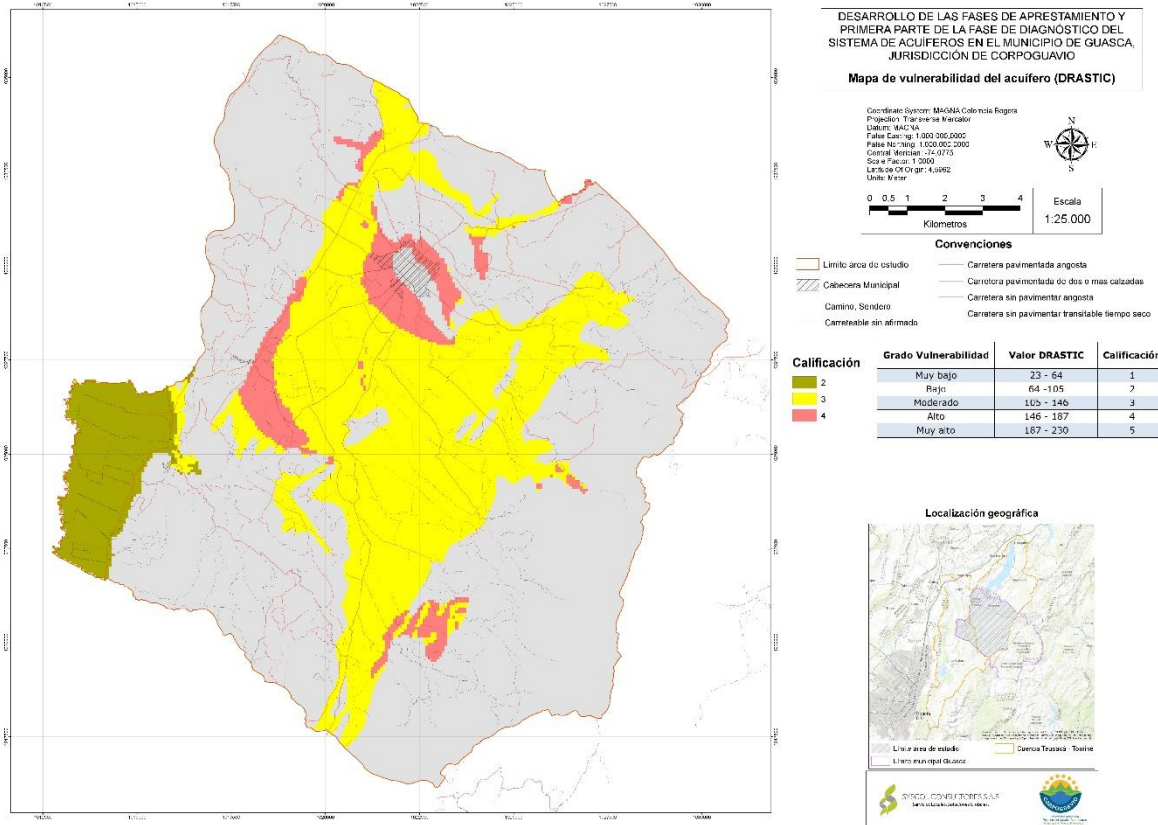 DESARROLLO DE LAS FASES DE APRESTAMIENTO Y
PRIMERA PARTE DE LA FASE DE DIAGNÓSTICO DEL
SISTEMA DE ACUÍFEROS EN EL MUNICIPIO DE GUASCA,
JURISDICCIÓN DE CORPOGUAVIO
Mapa de vulnerabilidad del acuífero (DRASTIC)
Coordinate System: MAGNA Colombia Bogota
Projection: Transverse Mercator
Datum: MAGNA
False Easting: 1.000.000,0000
False Northing: 1.000.000,0000
Central Meridian: -74,0775
Scale Factor: 1,0000
Latitude Of Origin: 4,5962
Units: Meter
N
W E
S
0 0,5 1 2 3 4
Kilometros
Escala
1:25.000
Convenciones
Limite área de estudio
Cabecera Municipal
Camino, Sendero
Carreteable sin afirmado
Carretera pavimentada angosta
Carretera pavimentada de dos o mas calzadas
Carretera sin pavimentar angosta
Carretera sin pavimentar transitable tiempo seco
Calificación
2
3
4
Grado Vulnerabilidad Valor DRASTIC Calificación
Muy bajo 23 - 64 1
Bajo 64 -105 2
Moderado 105 - 146 3
Alto 146 - 187 4
Muy alto 187 - 230 5
Localización geográfica
Límite área de estudio
Cuenca Teusacá - Tominé
Límite municipal Guasca
SYSCOL CONSULTORES S.A.S
CORPOGUAVIO